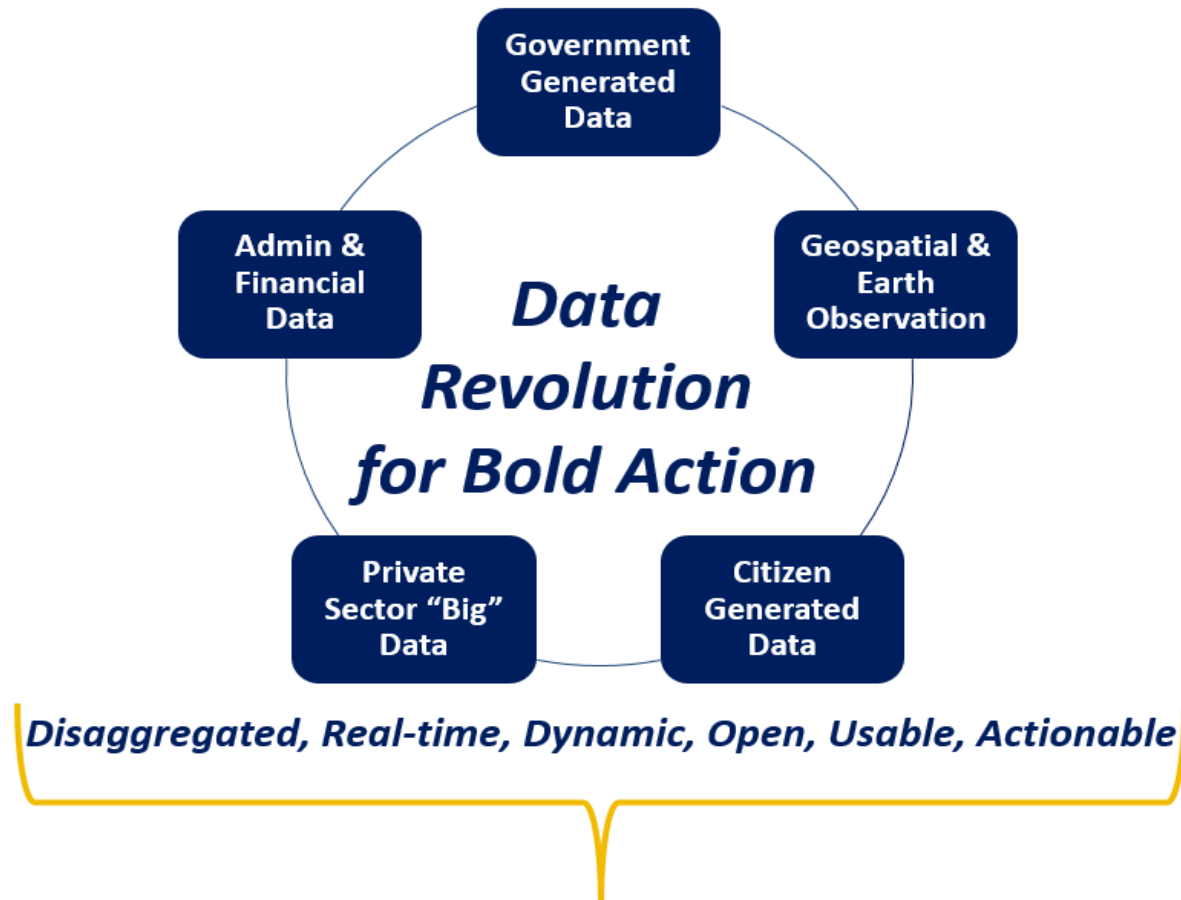 Government
Generated
Data
Admin &
Financial
Data
Geospatial &
Earth
Observation
Data
Revolution
for Bold Action
Private
Sector “Big”
Data
Citizen
Generated
Data
Disaggregated, Real-time, Dynamic, Open, Usable, Actionable